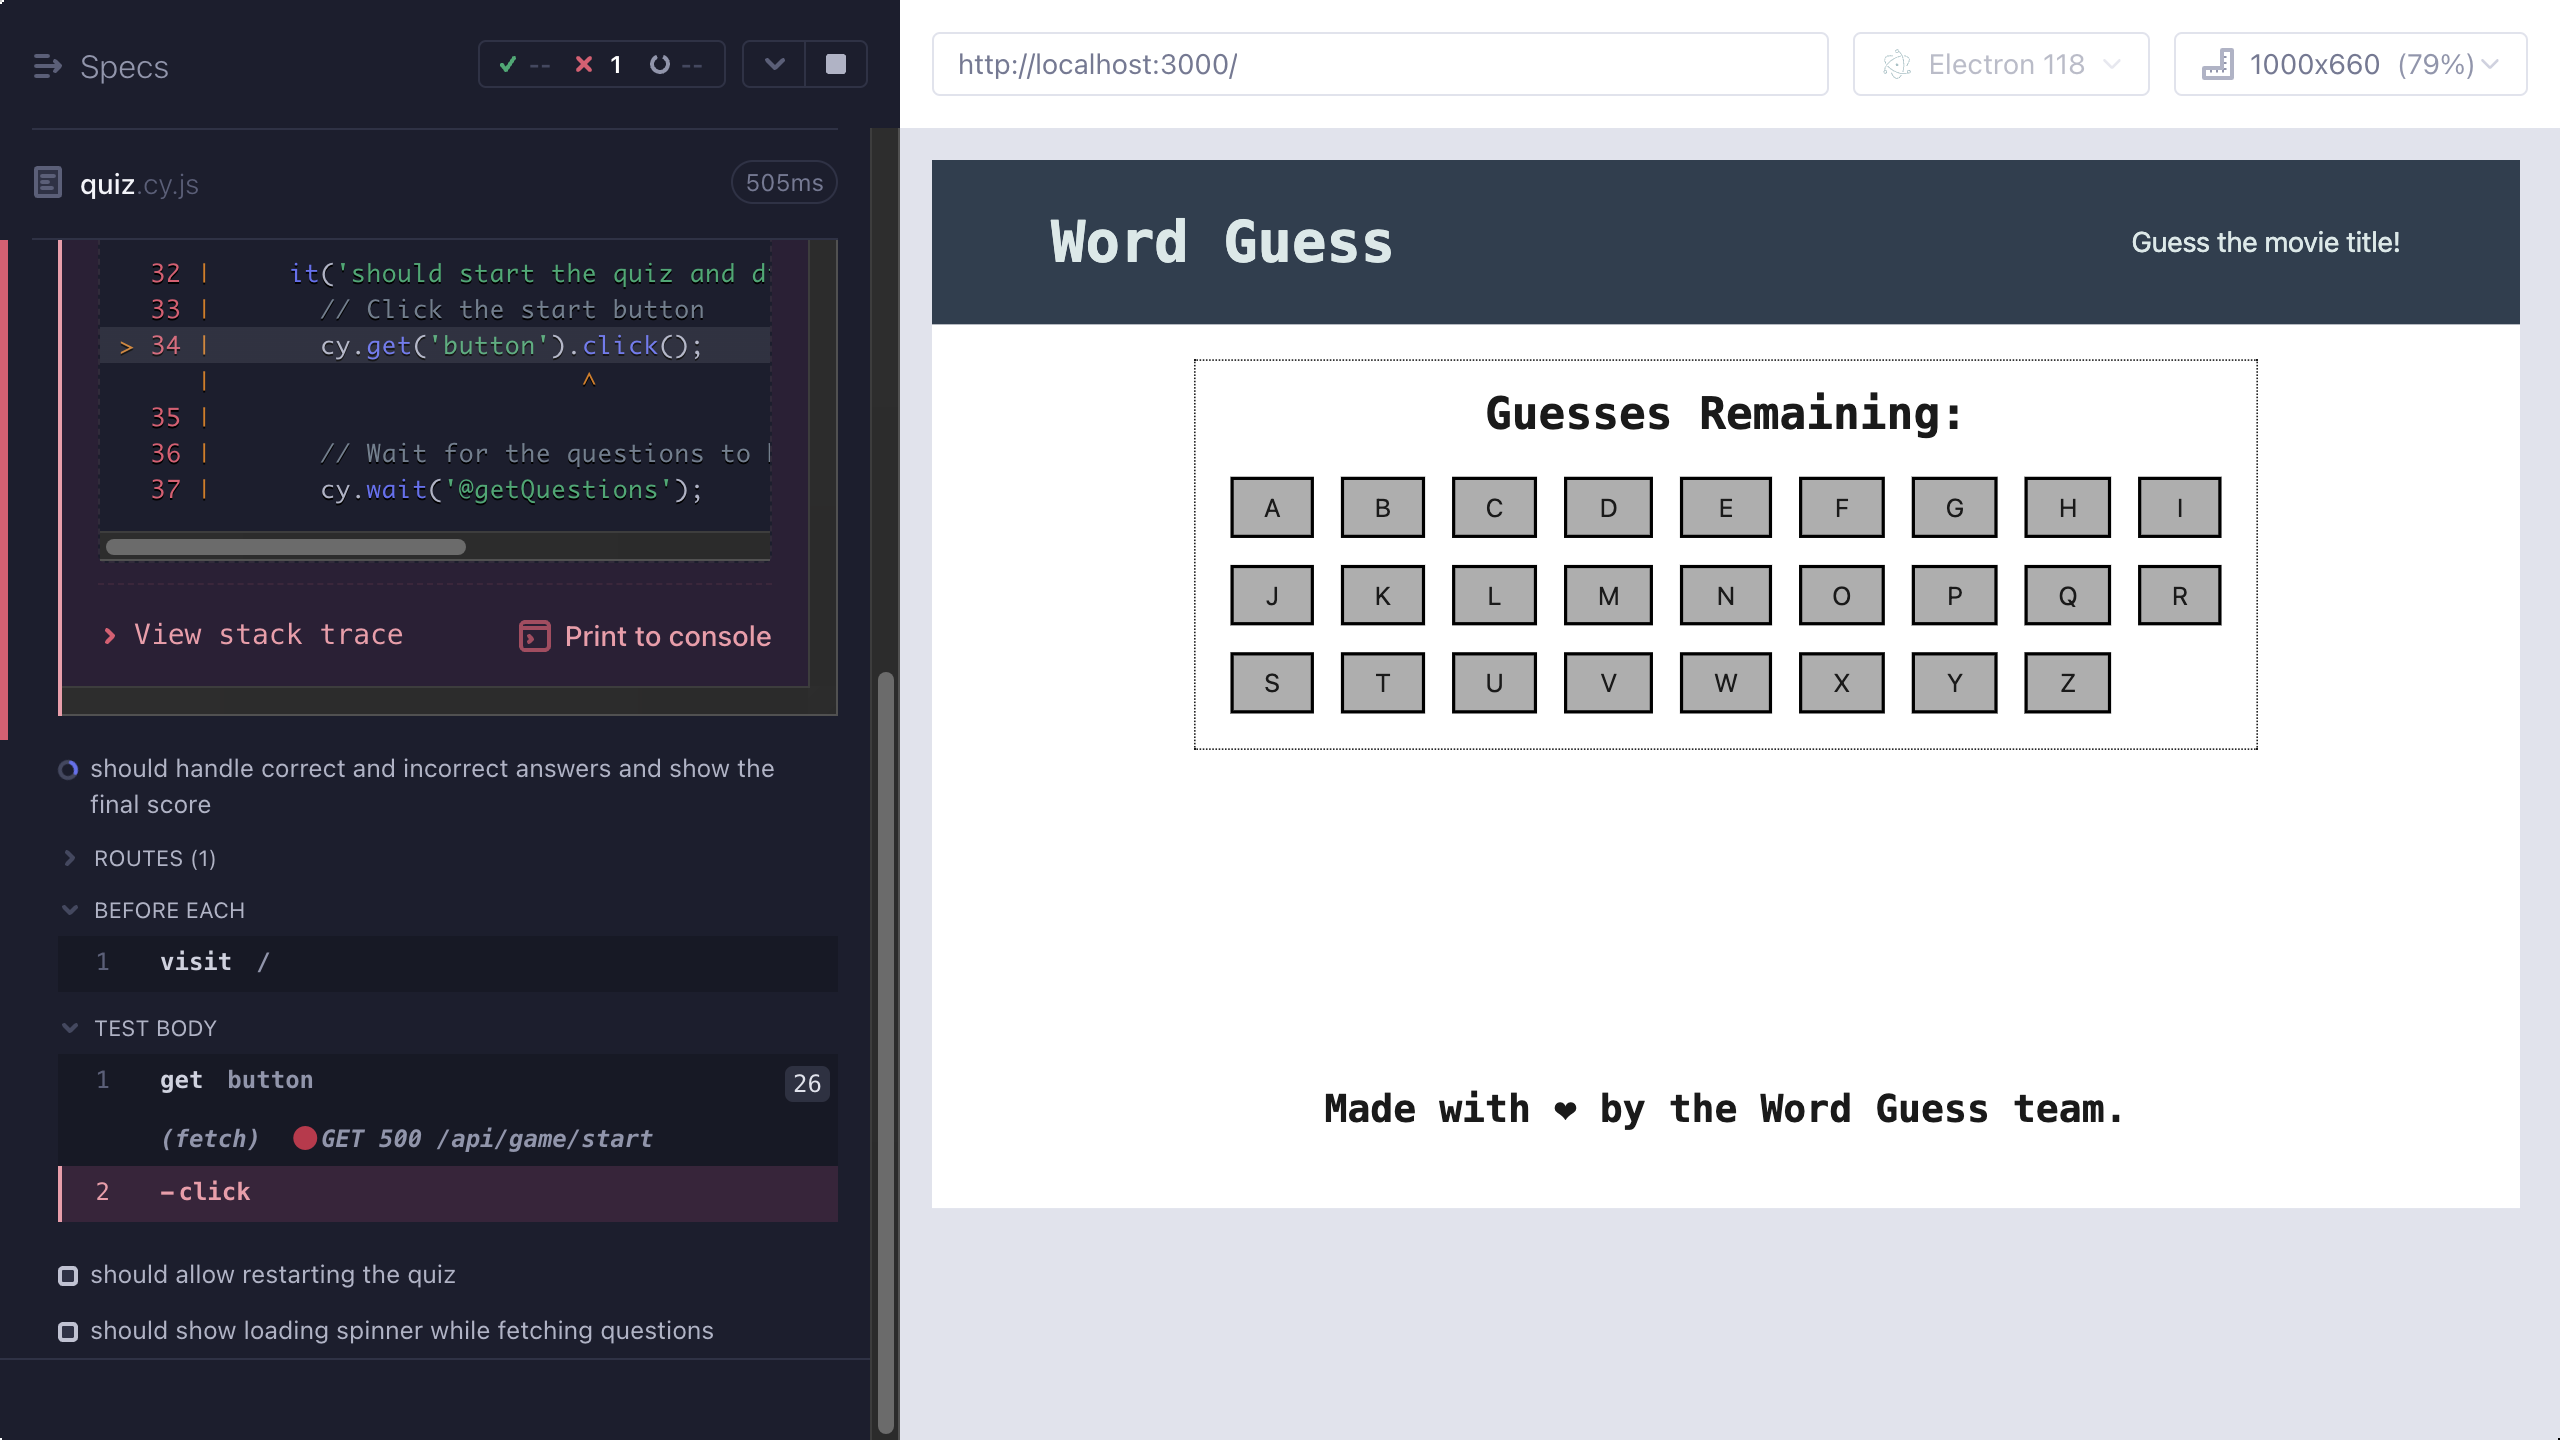 Specs
-- 1 --
quiz.cy.js 505ms
32 | it('should start the quiz and
33 | // Click the start button
> 34 | cy.get('button').click();
| ^
35 |
36 | // Wait for the questions to
37 | cy.wait('@getQuestions');
View stack trace Print to console
should handle correct and incorrect answers and show the
final score
ROUTES (1)
BEFORE EACH
1 visit /
TEST BODY
1 get button 26
(fetch) GET 500 /api/game/start
2 -click
should allow restarting the quiz
should show loading spinner while fetching questions
http://localhost:3000/
Electron 118
1000x660 (79%)
Word Guess
Guess the movie title!
Guesses Remaining:
A B C D E F G H I
J K L M N O P Q R
S T U V W X Y Z
Made with ❤ by the Word Guess team.